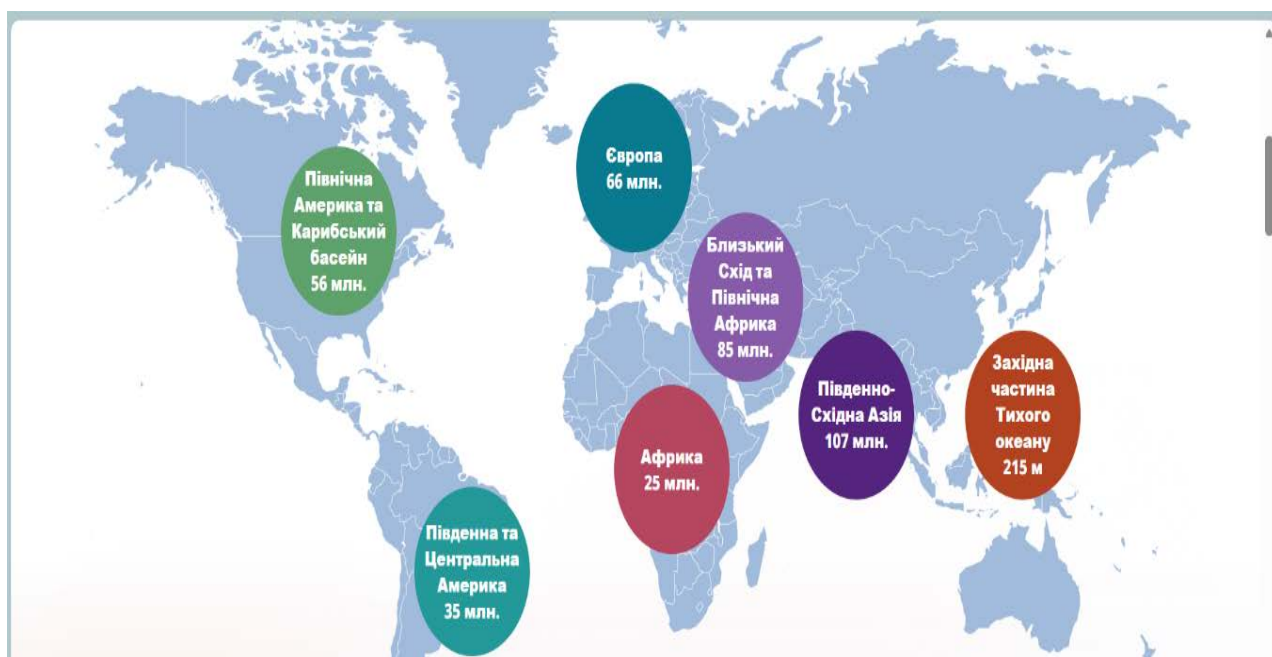 Північна
Америка та
Карибський
басейн
56 млн.
Європа
66 млн.
Близький
Схід та
Північна
Африка
85 млн.
Південно-
Східна Азія
107 млн.
Західна
частина
Тихого
океану
215 м
Африка
25 млн.
Південна та
Центральна
Америка
35 млн.